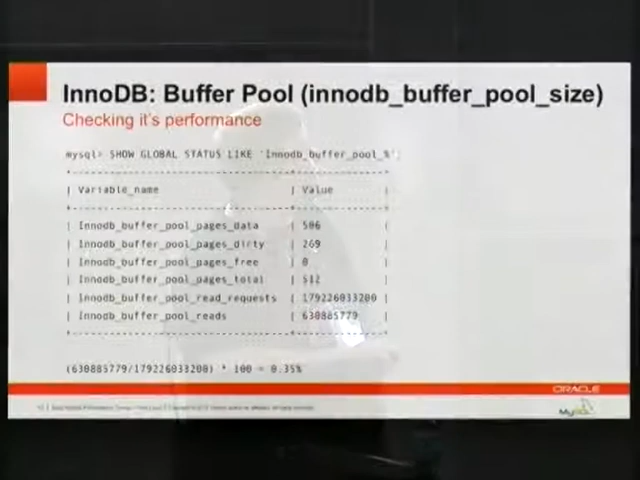 InnoDB: Buffer Pool (innodb_buffer_pool_size)
Checking it's performance
mysql> SHOW GLOBAL STATUS LIKE 'Innodb_buffer_pool_%';
| Variable_name | Value |
| Innodb_buffer_pool_pages_data | 506 |
| Innodb_buffer_pool_pages_dirty | 269 |
| Innodb_buffer_pool_pages_free | 0 |
| Innodb_buffer_pool_pages_total | 512 |
| Innodb_buffer_pool_read_requests | 179226033200 |
| Innodb_buffer_pool_reads | 630885779 |
(630885779/179226033200) * 100 = 0.35%
ORACLE
MySQL